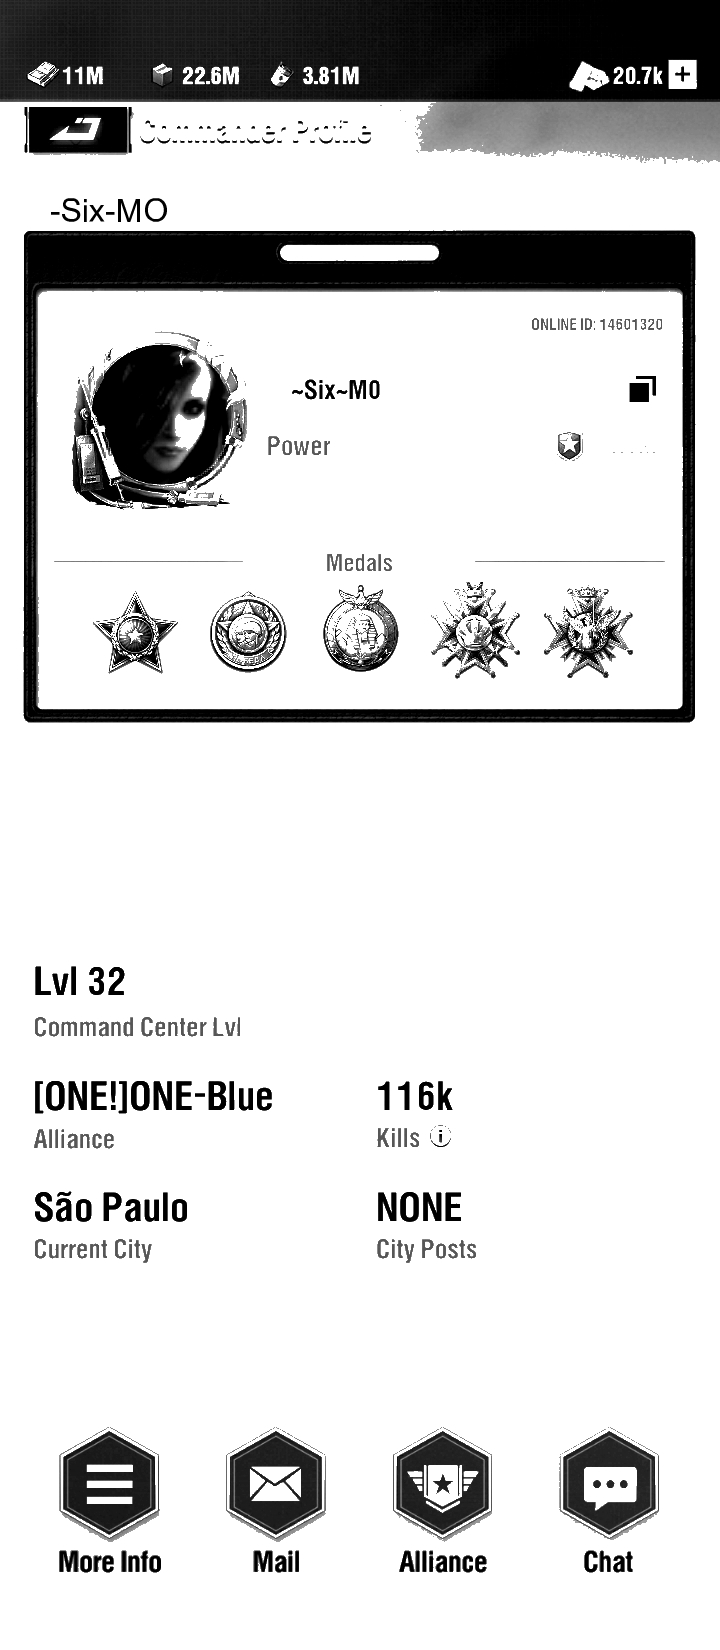 11M 22.6M 3.81M 20.7k +
Commander Profile
-Six-MO
ONLINE ID: 14601320
~Six~M0
Power
Medals
Lvl 32
Command Center Lvl
[ONE!]ONE-Blue 116k
Alliance Kills i
São Paulo NONE
Current City City Posts
More Info Mail Alliance Chat